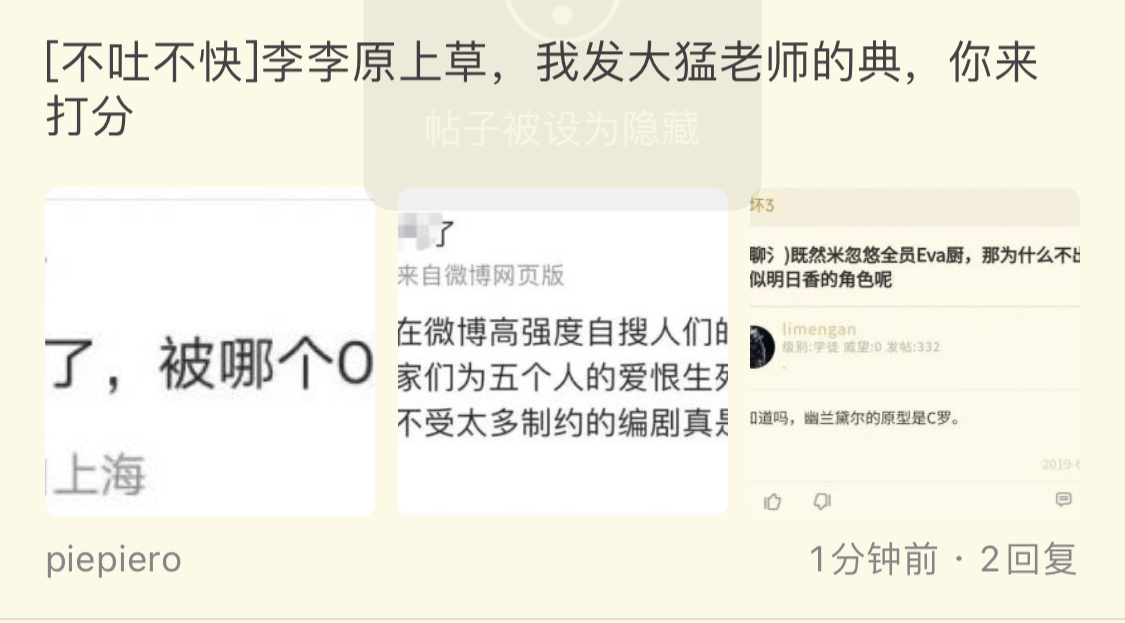 [不吐不快]李李原上草，我发大猛老师的典，你来
打分
帖子被设为隐藏
了，被哪个0
上海
了
来自微博网页版
在微博高强度自搜人们的
家们为五个人的爱恨生死
不受太多制约的编剧真是
坏3
聊氵)既然米忽悠全员Eva厨，那为什么不出
似明日香的角色呢
limengan
级别:学徒 威望:0 发帖:332
知道吗，幽兰黛尔的原型是C罗。
2019-6
piepiero
1分钟前 · 2回复